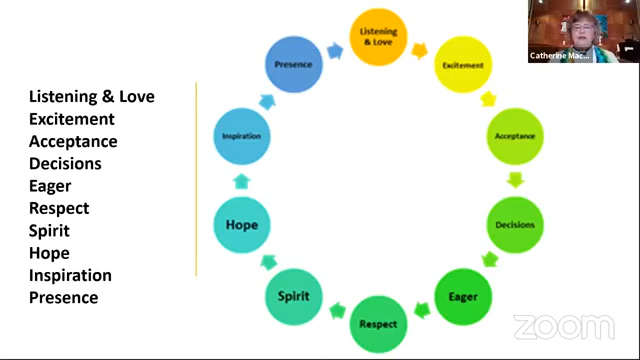 Listening & Love
Excitement
Acceptance
Decisions
Eager
Respect
Spirit
Hope
Inspiration
Presence
Listening
& Love
Excitement
Acceptance
Decisions
Eager
Respect
Spirit
Hope
Inspiration
Presence
Catherine Mac...
zoom